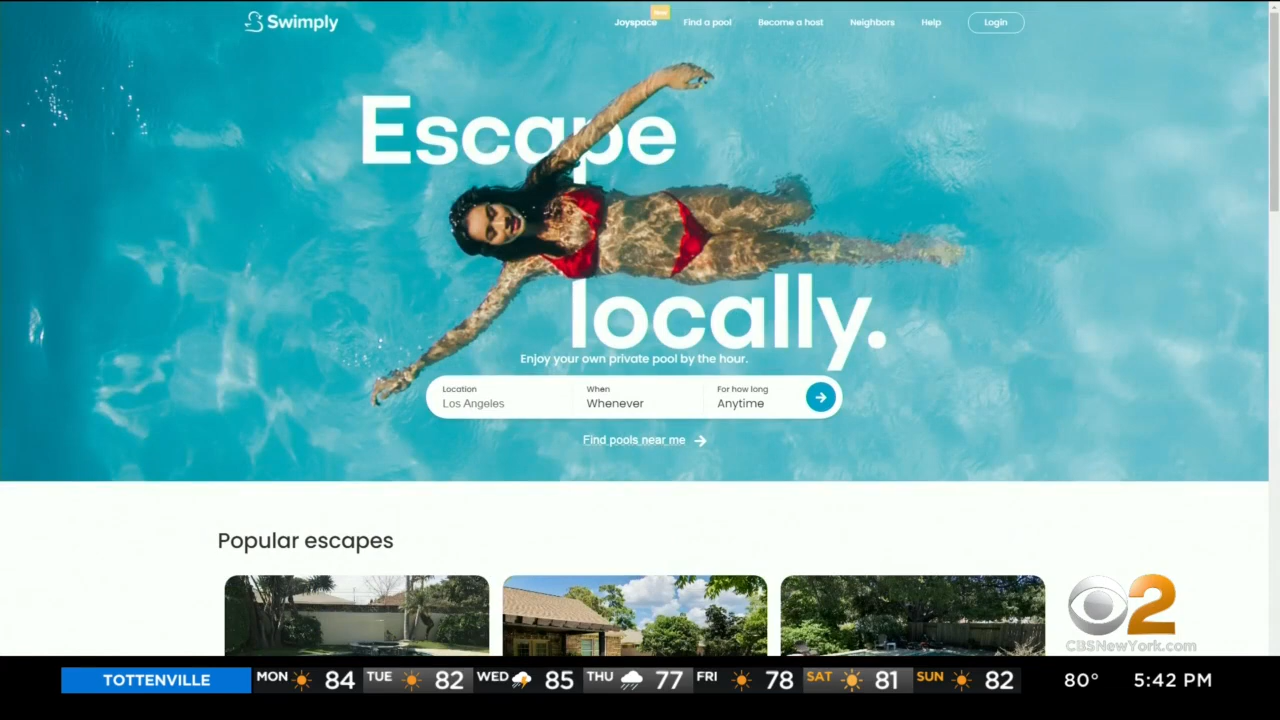 Swimply
Joyspace
New
Find a pool
Become a host
Neighbors
Help
Login
Escape
locally.
Enjoy your own private pool by the hour.
Location
Los Angeles
When
Whenever
For how long
Anytime
Find pools near me
Popular escapes
2
CBSNewYork.com
TOTTENVILLE MON 84 TUE 82 WED 85 THU 77 FRI 78 SAT 81 SUN 82 80° 5:42 PM